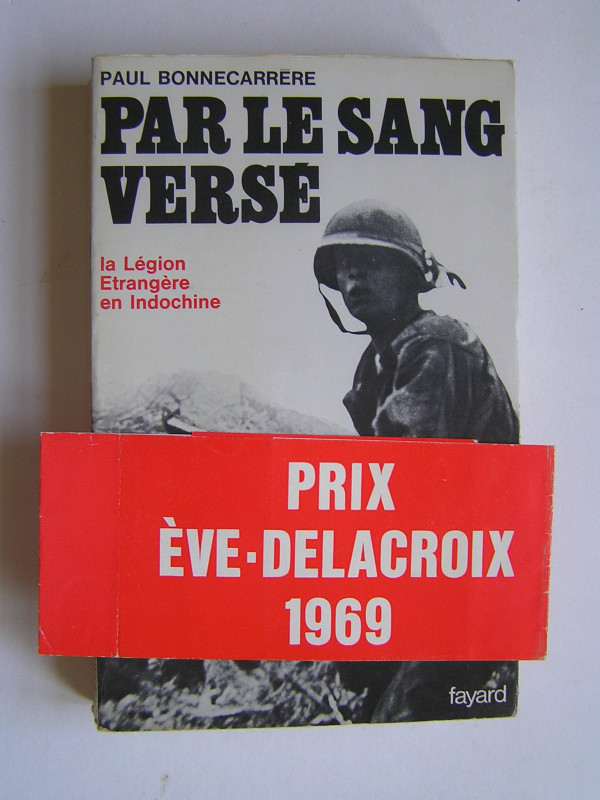 PAUL BONNECARRÈRE
PAR LE SANG
VERSÉ
la Légion
Etrangère
en Indochine
PRIX
ÈVE-DELACROIX
1969
fayard